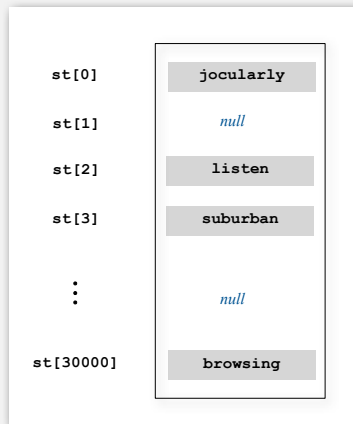 st[0] jocularly
st[1] null
st[2] listen
st[3] suburban
⋮ null
st[30000] browsing